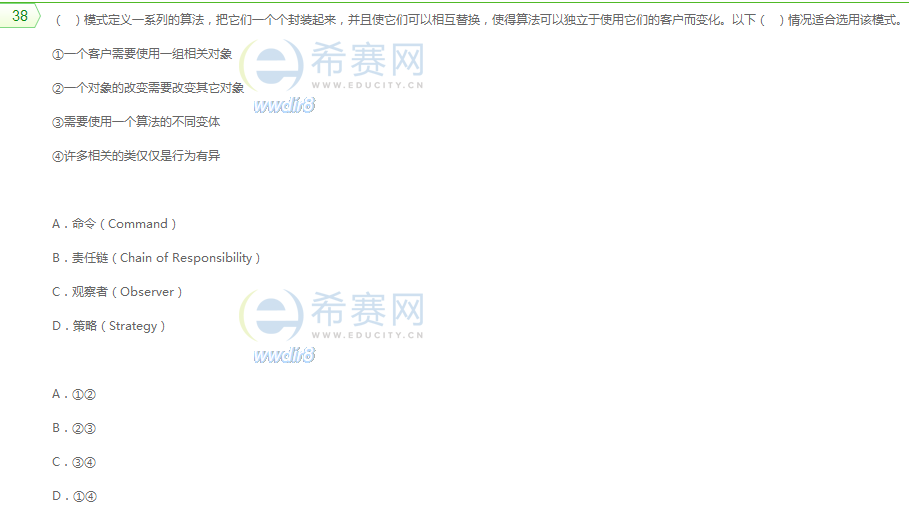 38
（ ）模式定义一系列的算法，把它们一个个封装起来，并且使它们可以相互替换，使得算法可以独立于使用它们的客户而变化。以下（ ）情况适合选用该模式。
①一个客户需要使用一组相关对象
希赛网
WWW.EDUCITY.CN
②一个对象的改变需要改变其它对象
wwdir8
③需要使用一个算法的不同变体
④许多相关的类仅仅是行为有异
A．命令（Command）
B．责任链（Chain of Responsibility）
C．观察者（Observer）
希赛网
WWW.EDUCITY.CN
D．策略（Strategy）
wwdir8
A．①②
B．②③
C．③④
D．①④